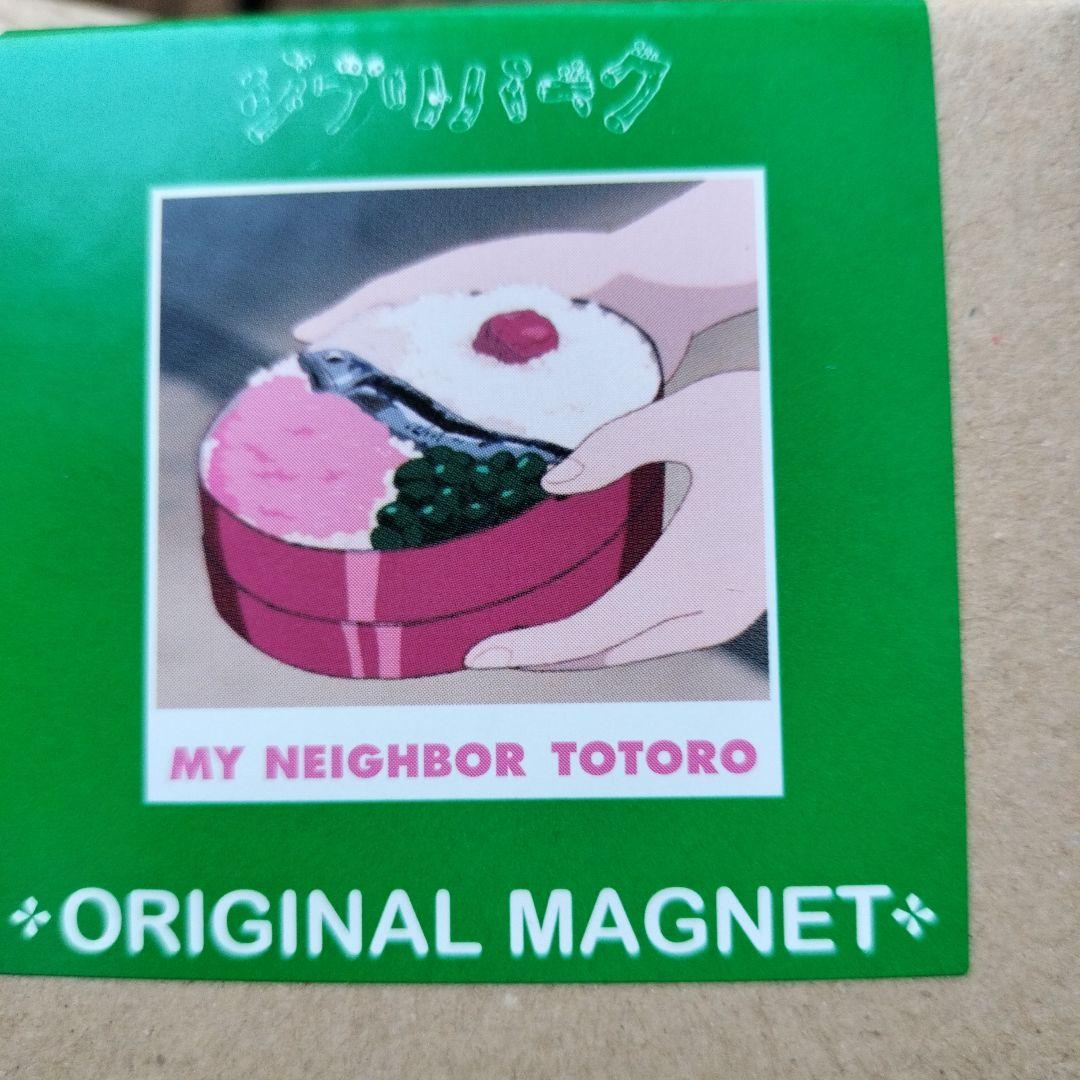 ジブリパーク
MY NEIGHBOR TOTORO
ORIGINAL MAGNET